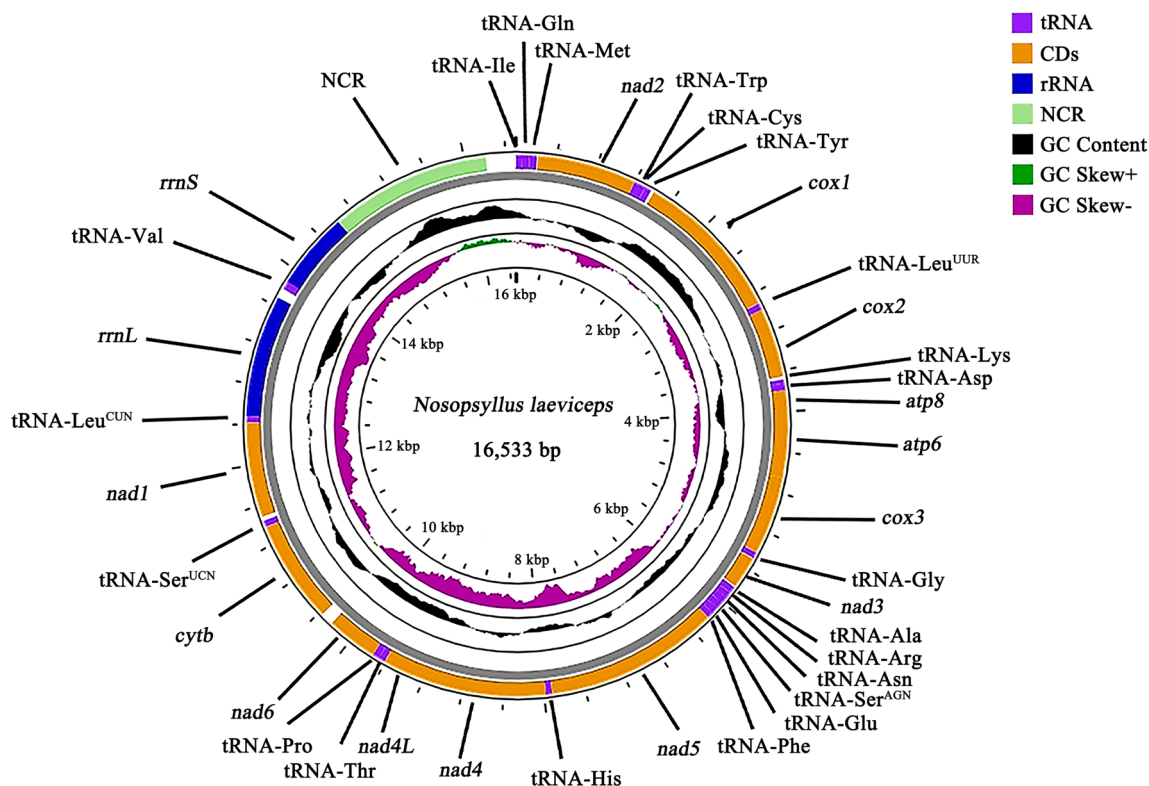 tRNA-Gln
tRNA-Met
tRNA-Ile
nad2
tRNA-Trp
NCR
tRNA-Cys
tRNA-Tyr
cox1
rrnS
tRNA-Val
tRNA-Leu^UUR
cox2
rrnL
tRNA-Lys
tRNA-Asp
atp8
tRNA-Leu^CUN
atp6
nad1
cox3
tRNA-Ser^UCN
tRNA-Gly
nad3
cytb
tRNA-Ala
tRNA-Arg
tRNA-Asn
tRNA-Ser^AGN
nad6
tRNA-Glu
tRNA-Pro
nad4L
nad5
tRNA-Phe
tRNA-Thr
nad4
tRNA-His
16 kbp
2 kbp
14 kbp
4 kbp
12 kbp
6 kbp
10 kbp
8 kbp
Nosopsyllus laeviceps
16,533 bp
tRNA
CDs
rRNA
NCR
GC Content
GC Skew+
GC Skew-